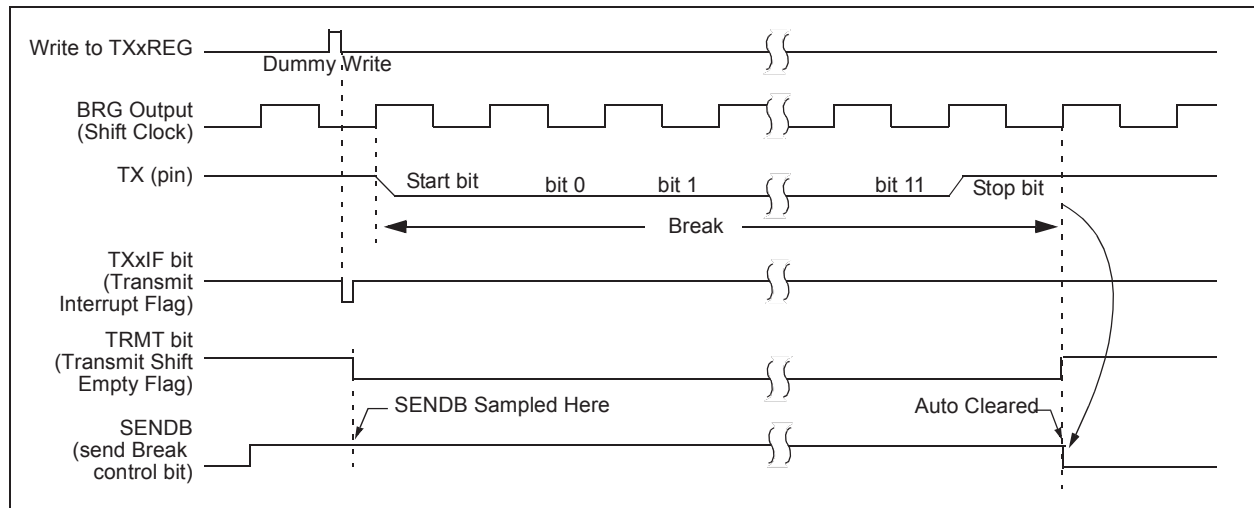 Write to TXxREG
Dummy Write
BRG Output
(Shift Clock)
TX (pin)
Start bit
bit 0
bit 1
bit 11
Stop bit
Break
TXxIF bit
(Transmit
Interrupt Flag)
TRMT bit
(Transmit Shift
Empty Flag)
SENDB Sampled Here
Auto Cleared
SENDB
(send Break
control bit)